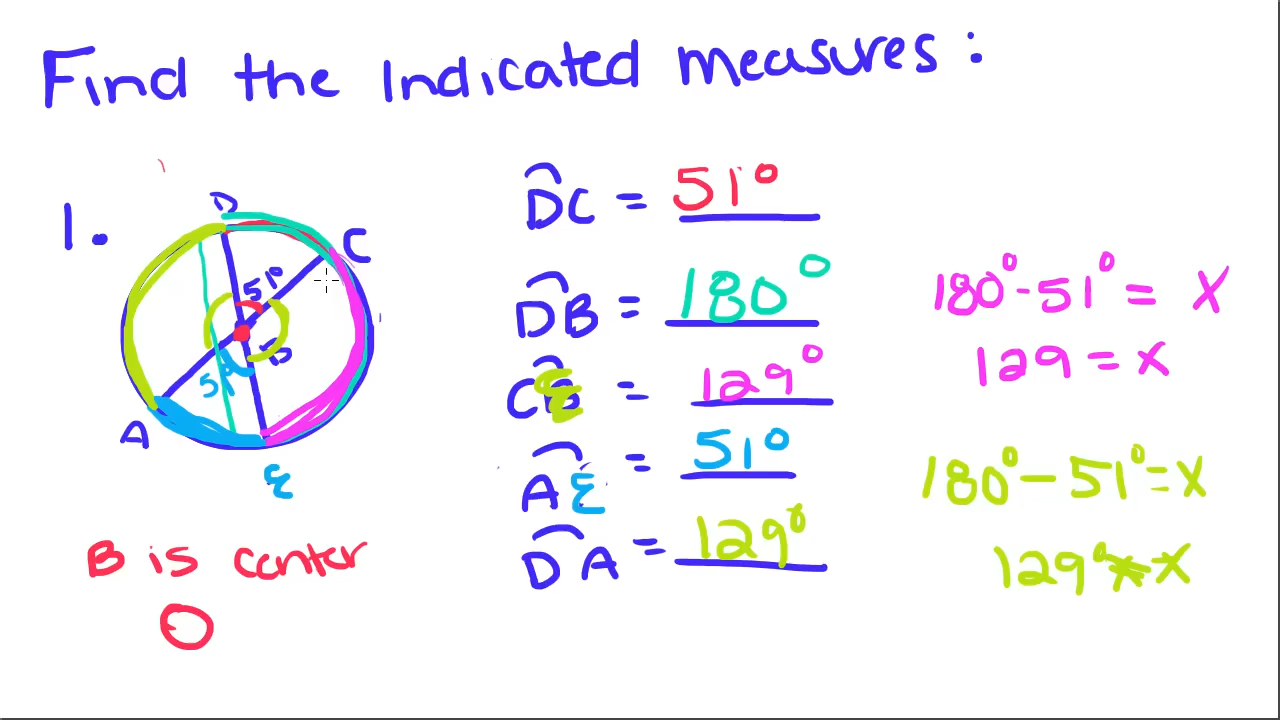 Find the Indicated measures:
1.
D
C
51°
B
51°
A
E
B is center
DC = 51°
DB = 180°
CE = 129°
AE = 51°
DA = 129°
180° - 51° = X
129 = X
180° - 51° = X
129° = X